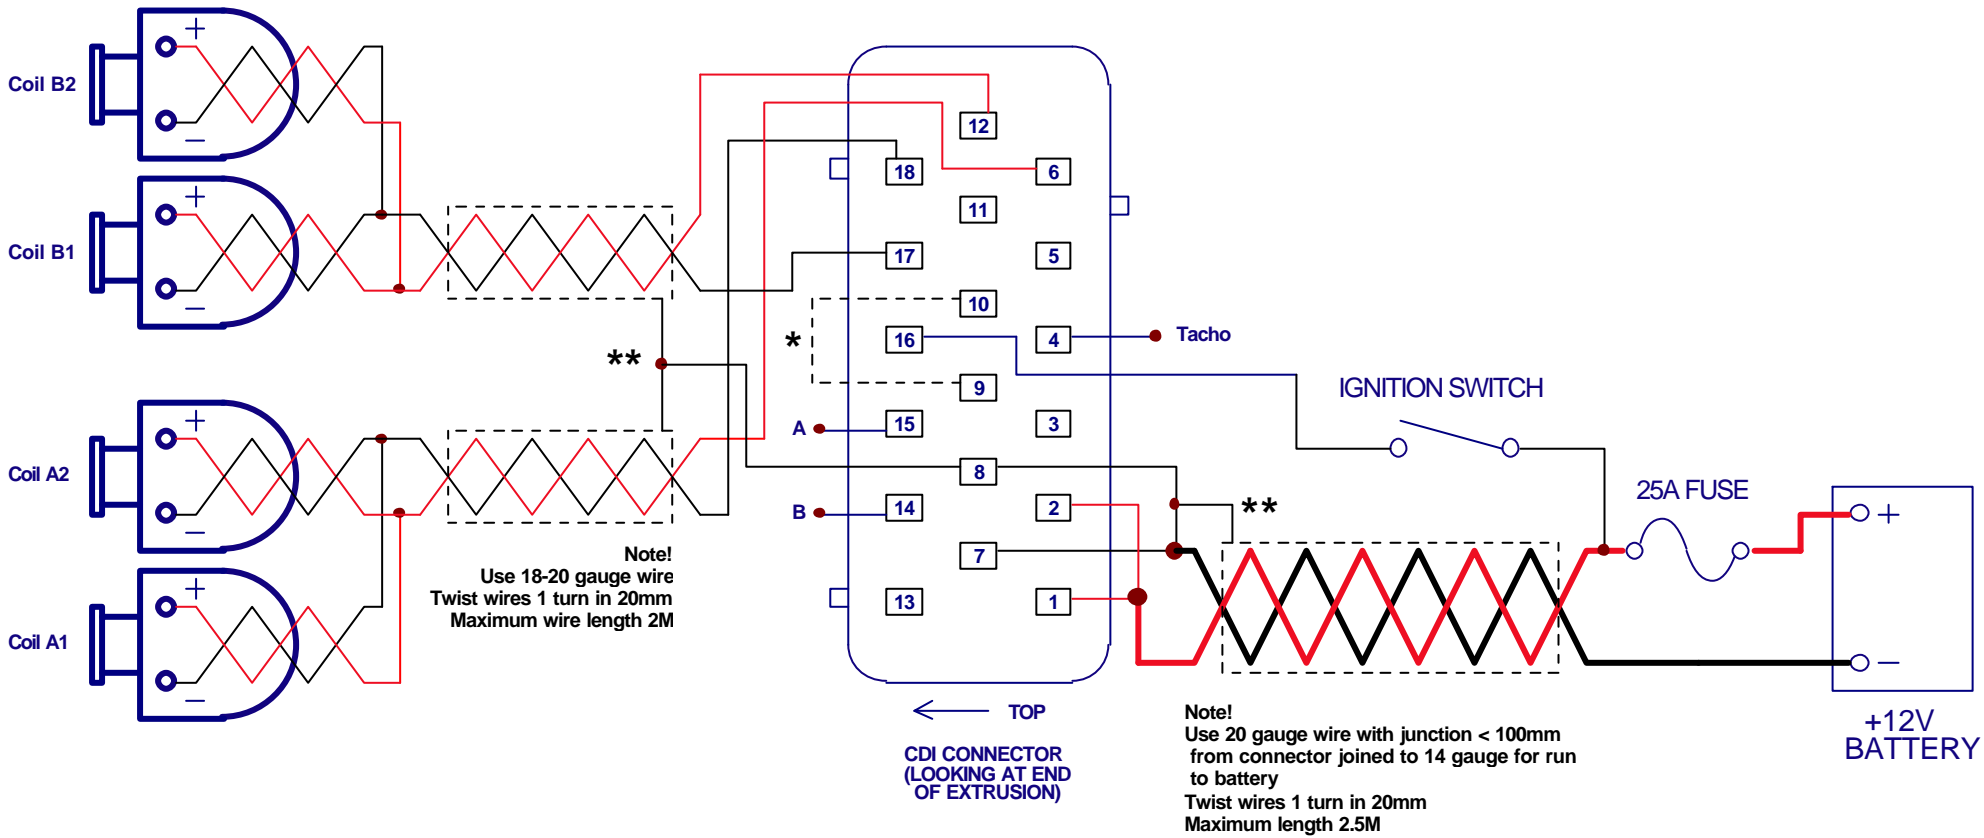 Coil B2
+
−
Coil B1
+
−
Coil A2
+
−
Coil A1
+
−
**
Note!
Use 18-20 gauge wire
Twist wires 1 turn in 20mm
Maximum wire length 2M
12
18
6
11
17
5
10
*
16
4
Tacho
9
A
15
3
8
B
14
2
7
13
1
TOP
CDI CONNECTOR
(LOOKING AT END
OF EXTRUSION)
IGNITION SWITCH
25A FUSE
**
+
−
+12V
BATTERY
Note!
Use 20 gauge wire with junction < 100mm
from connector joined to 14 gauge for run
to battery
Twist wires 1 turn in 20mm
Maximum length 2.5M